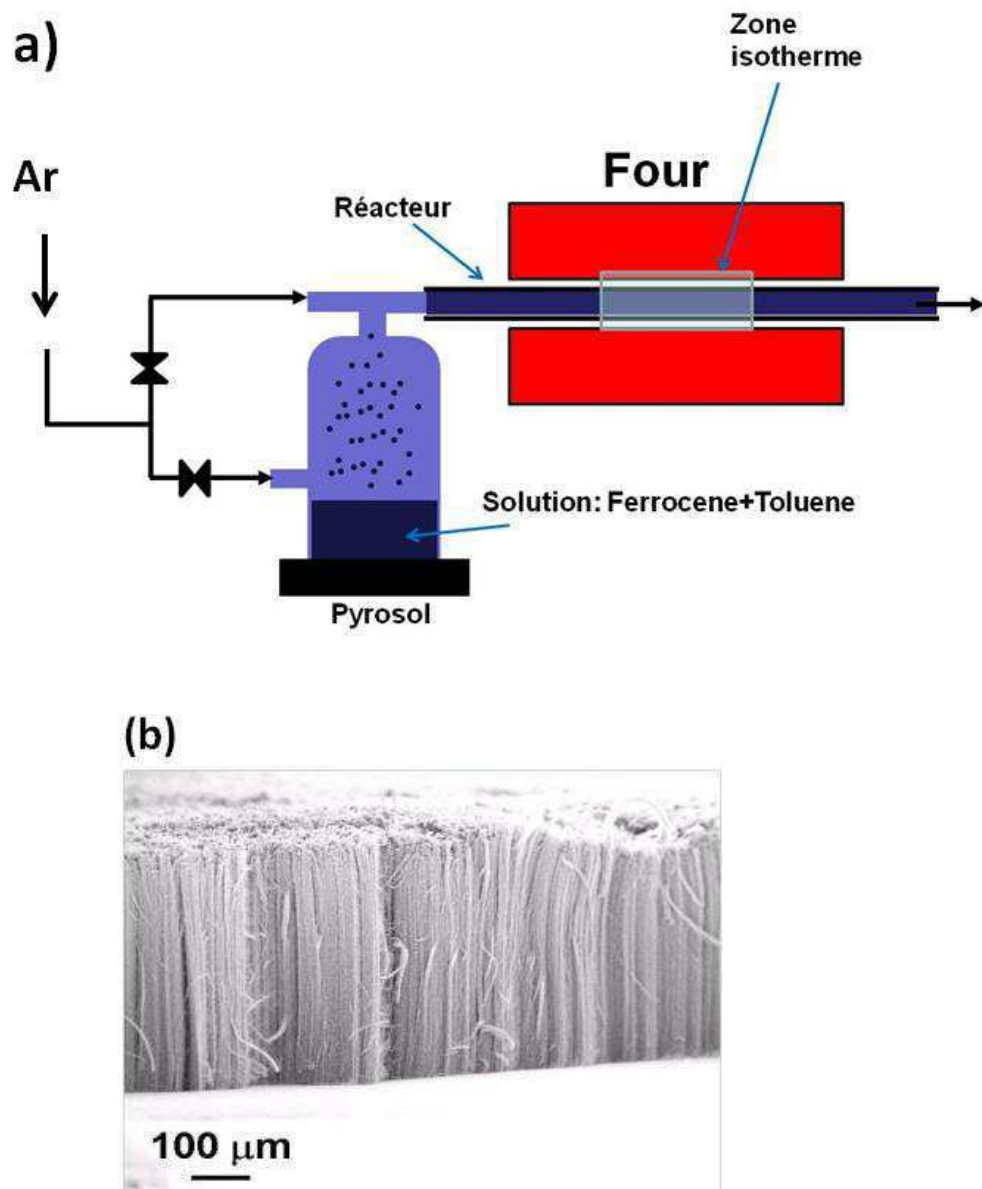 a)
Zone
isotherme
Ar
Four
Réacteur
Solution: Ferrocene+Toluene
Pyrosol
(b)
100 μm